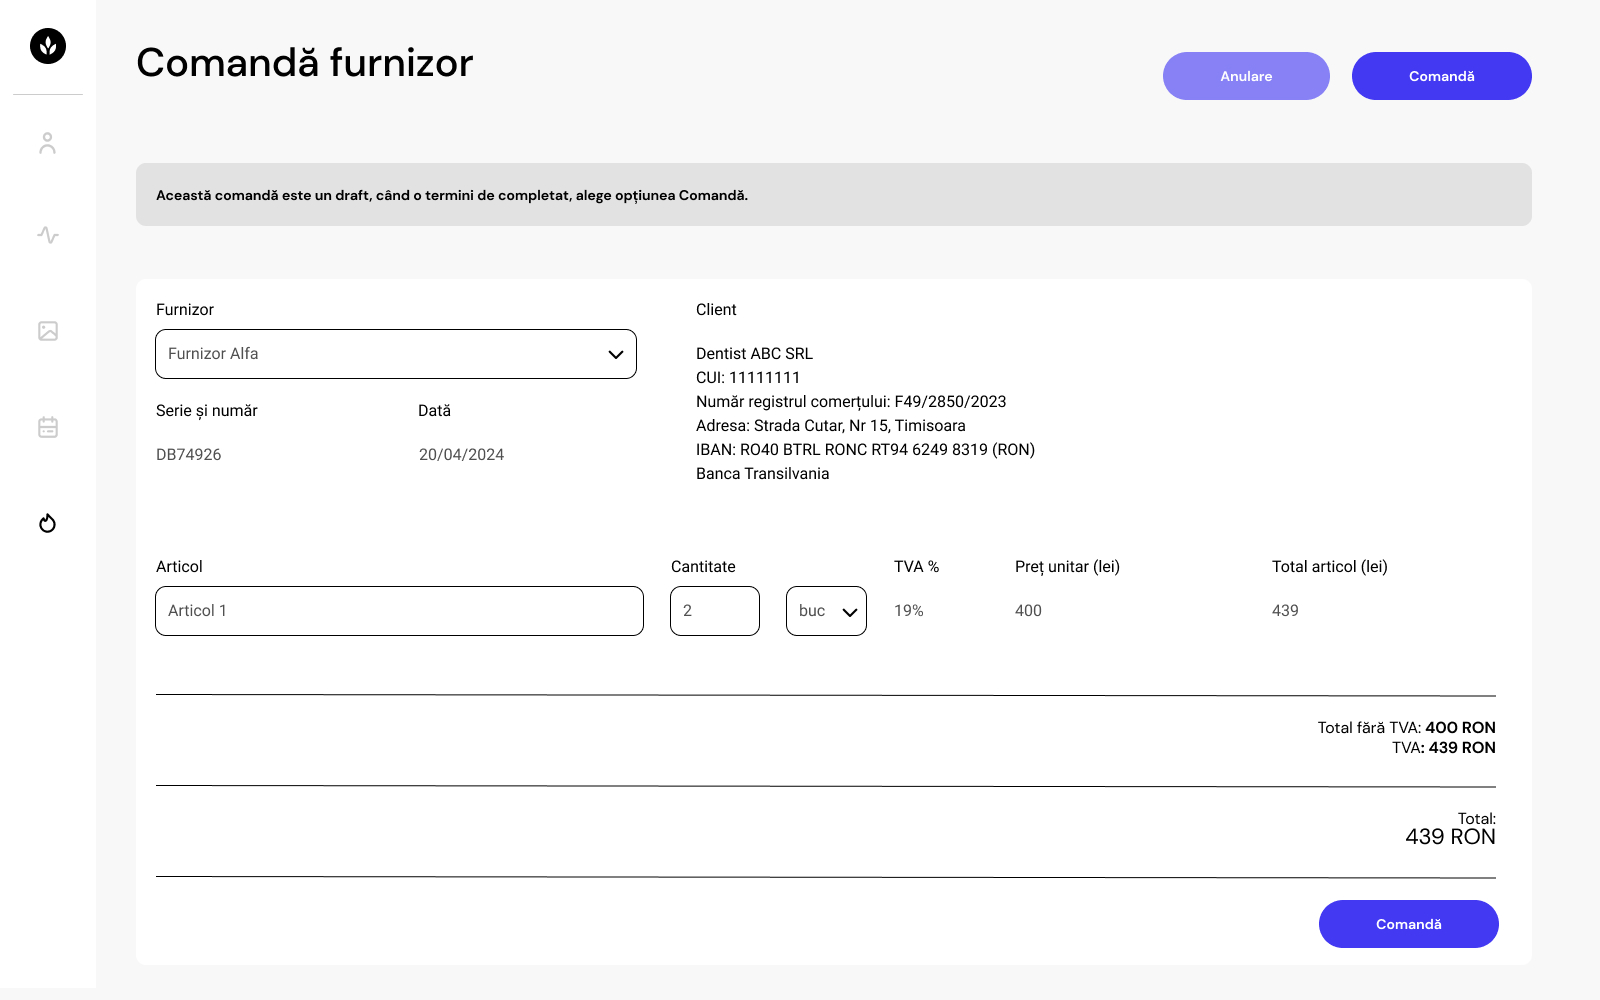 Comandă furnizor
Anulare
Comandă
Această comandă este un draft, când o termini de completat, alege opțiunea Comandă.
Furnizor
Furnizor Alfa
Serie și număr
Dată
DB74926
20/04/2024
Client
Dentist ABC SRL
CUI: 11111111
Număr registrul comerțului: F49/2850/2023
Adresa: Strada Cutar, Nr 15, Timisoara
IBAN: RO40 BTRL RONC RT94 6249 8319 (RON)
Banca Transilvania
Articol
Cantitate
TVA %
Preț unitar (lei)
Total articol (lei)
Articol 1
2
buc
19%
400
439
Total fără TVA: 400 RON
TVA: 439 RON
Total:
439 RON
Comandă